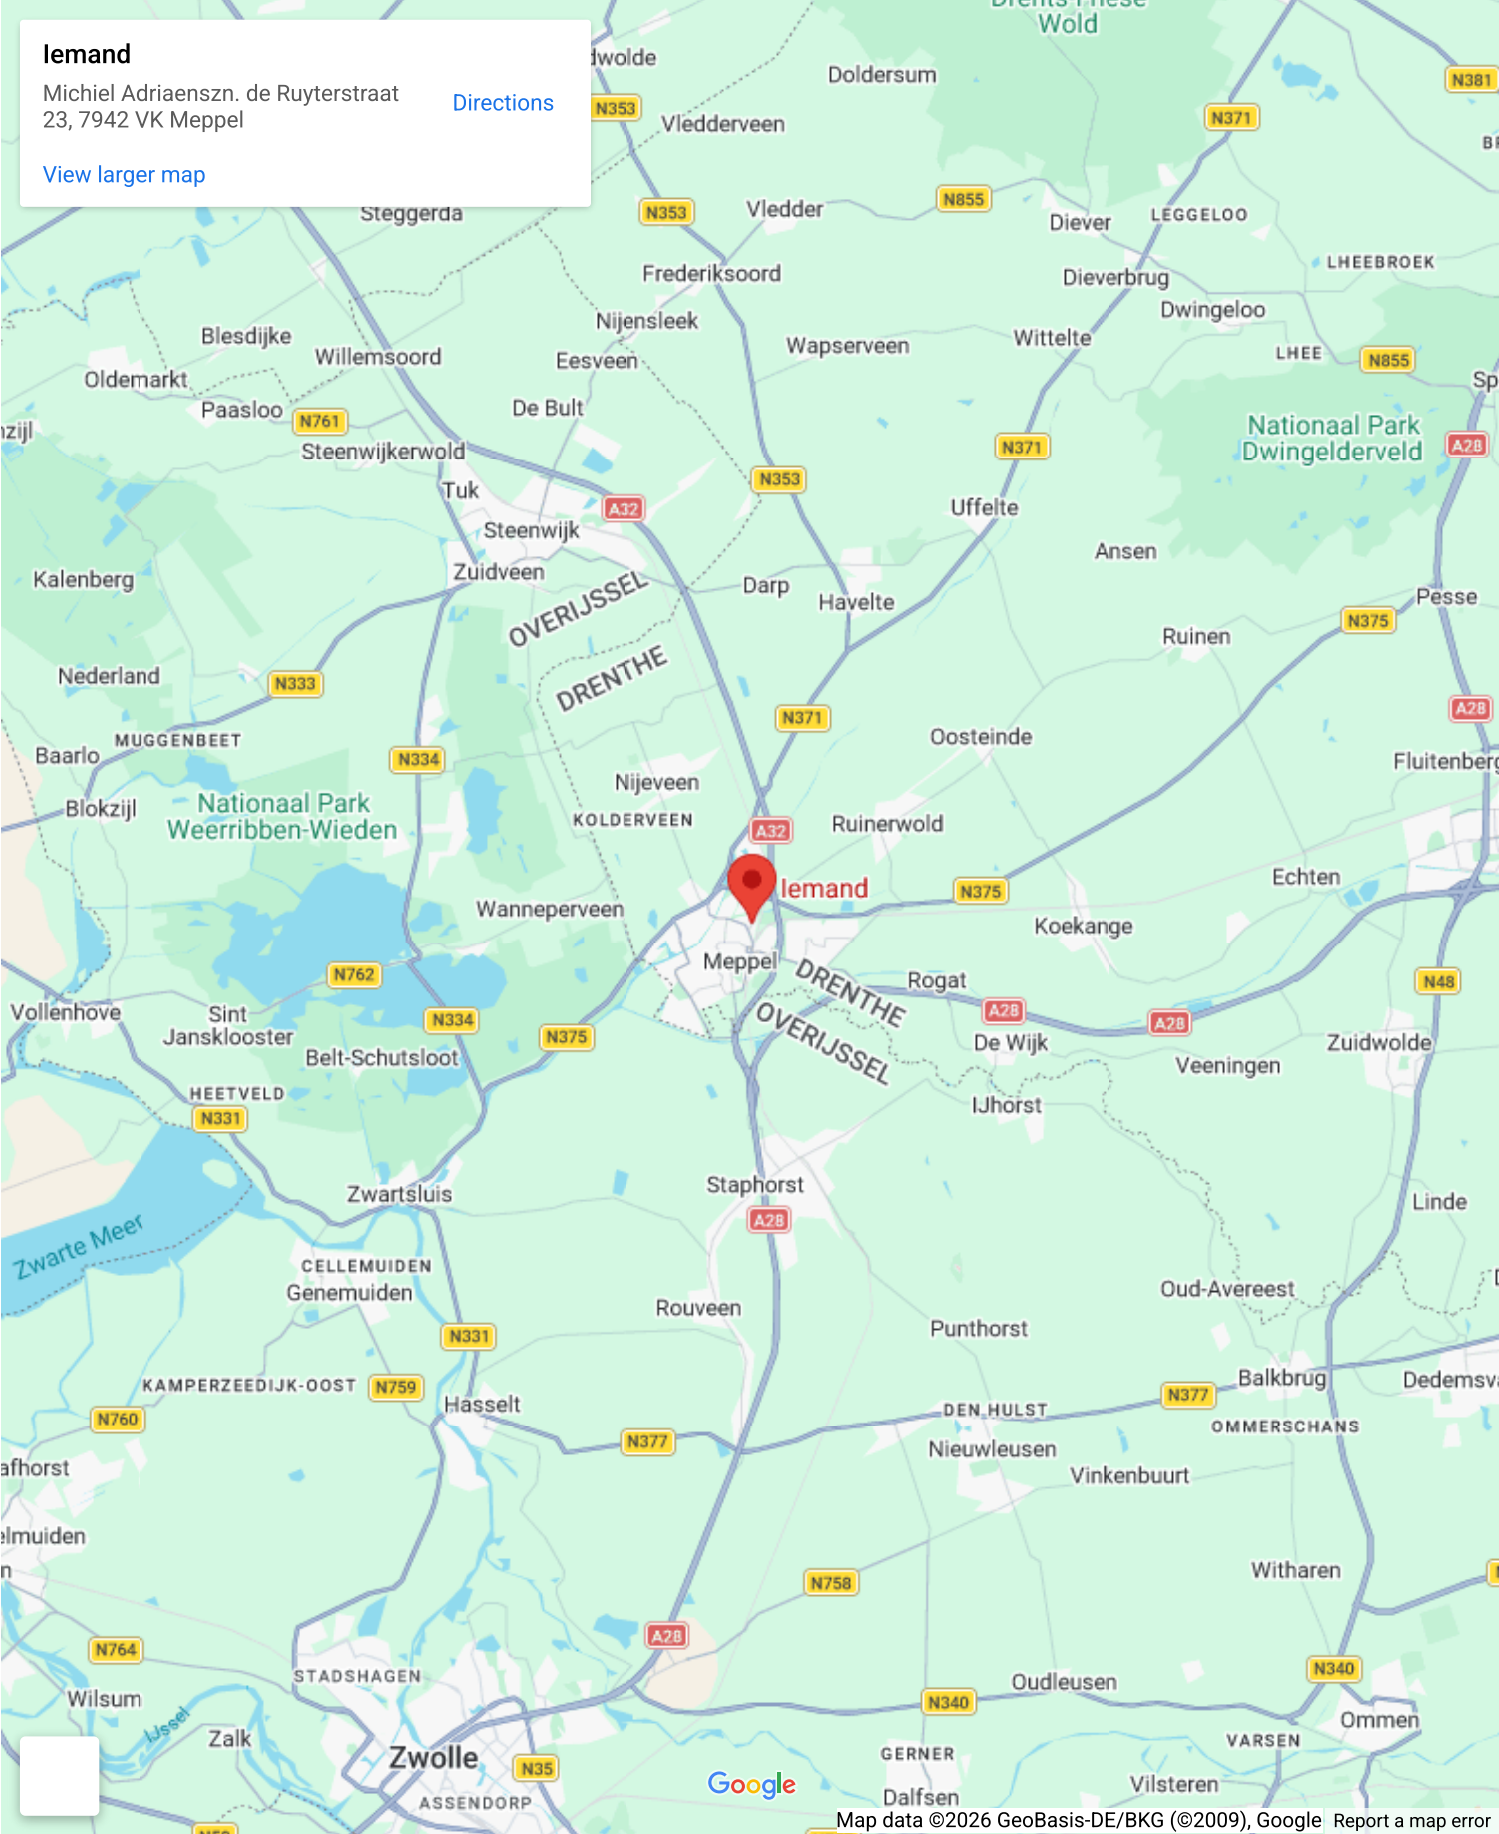 Iemand
Michiel Adriaenszn. de Ruyterstraat
23, 7942 VK Meppel
Directions
View larger map
Wold
Doldersum
N381
N353
N371
Vledderveen
N855
Steggerda
N353
Vledder
Diever
LEGGELOO
LHEEBROEK
Frederiksoord
Dieverbrug
Dwingeloo
Nijensleek
Blesdijke
Willemsoord
Eesveen
Wapserveen
Wittelte
LHEE
N855
Oldemarkt
De Bult
Paasloo
N761
Nationaal Park
Dwingelderveld
A28
Steenwijkerwold
N371
N353
Tuk
A32
Uffelte
Steenwijk
Ansen
Zuidveen
Kalenberg
Darp
Havelte
Pesse
OVERIJSSEL
N375
Ruinen
DRENTHE
Nederland
N333
A28
N371
MUGGENBEET
Oosteinde
Baarlo
N334
Fluitenberg
Nijeveen
Blokzijl
Nationaal Park
Weerribben-Wieden
KOLDERVEEN
A32
Ruinerwold
Iemand
N375
Echten
Wanneperveen
Koekange
Meppel
N762
DRENTHE
Rogat
N48
Vollenhove
Sint
Jansklooster
N334
N375
OVERIJSSEL
A28
A28
De Wijk
Zuidwolde
Belt-Schutsloot
Veeningen
HEETVELD
N331
IJhorst
Zwartsluis
Staphorst
Linde
A28
Zwarte Meer
CELLEMUIDEN
Genemuiden
Oud-Avereest
Rouveen
Punthorst
N331
KAMPERZEEDIJK-OOST
N759
Balkbrug
N377
Hasselt
N760
DEN HULST
OMMERSCHANS
N377
Nieuwleusen
Vinkenbuurt
Witharen
N758
A28
N764
STADSHAGEN
N340
Oudleusen
Wilsum
N340
IJssel
Zalk
Ommen
VARSEN
Zwolle
N35
GERNER
Google
Vilsteren
Dalfsen
ASSENDORP
Map data ©2026 GeoBasis-DE/BKG (©2009), Google
Report a map error